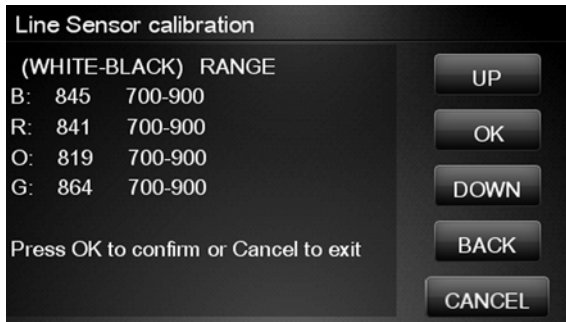 Line Sensor calibration
(WHITE-BLACK) RANGE
B: 845 700-900
R: 841 700-900
O: 819 700-900
G: 864 700-900
Press OK to confirm or Cancel to exit
UP
OK
DOWN
BACK
CANCEL